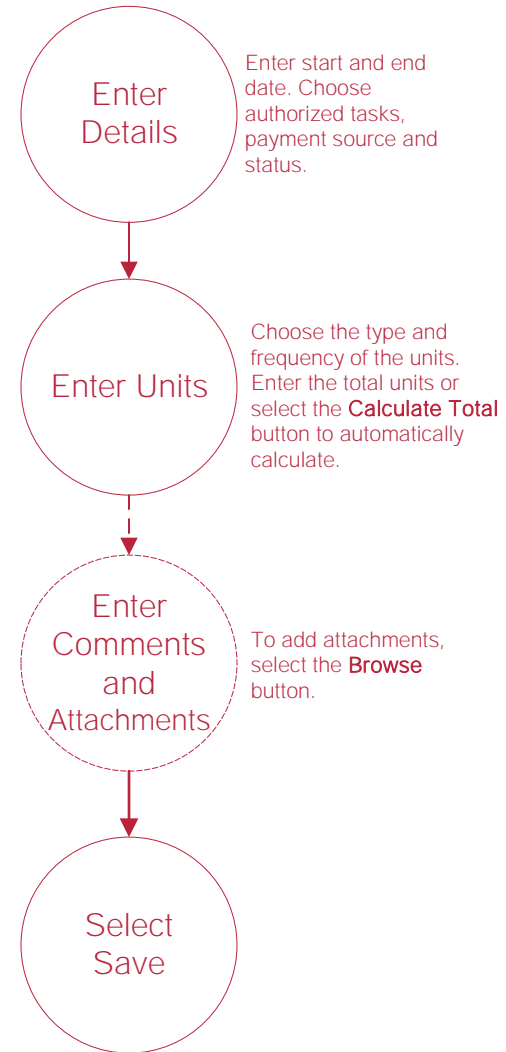 Enter
Details
Enter start and end
date. Choose
authorized tasks,
payment source and
status.
Enter Units
Choose the type and
frequency of the units.
Enter the total units or
select the Calculate Total
button to automatically
calculate.
Enter
Comments
and
Attachments
To add attachments,
select the Browse
button.
Select
Save